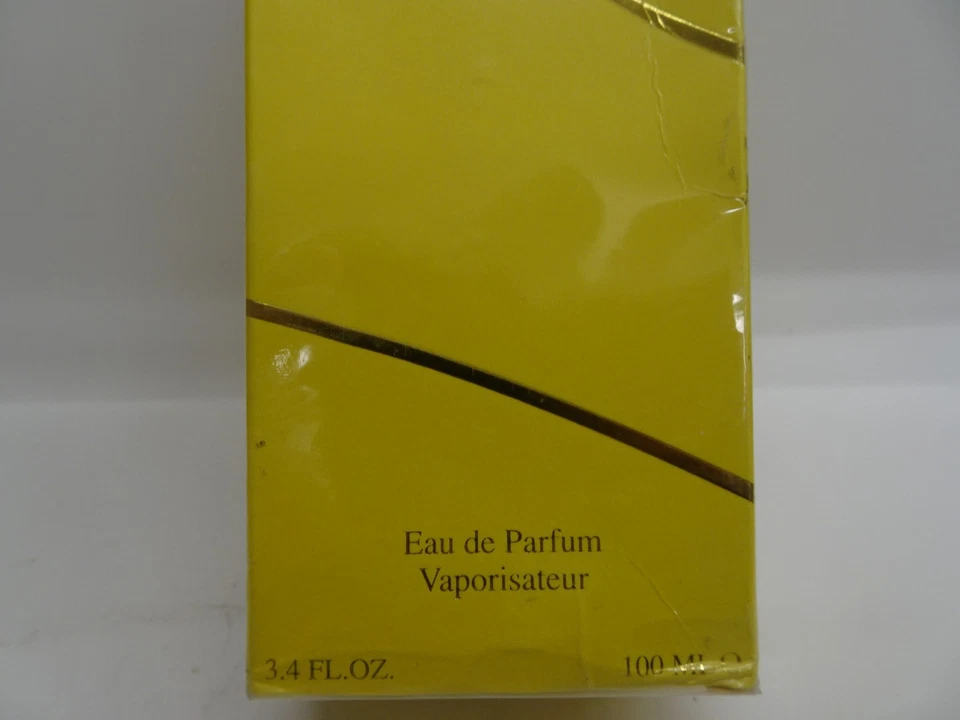 Eau de Parfum
Vaporisateur
3.4 FL.OZ. 100 ML